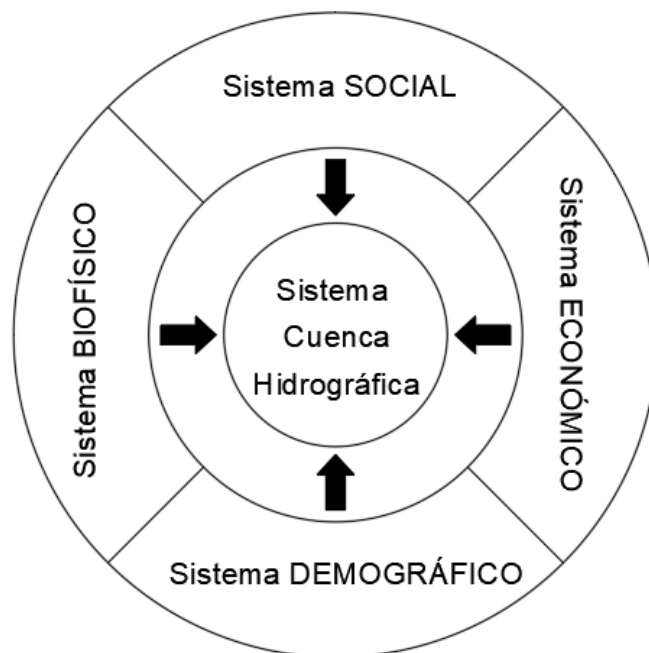 Sistema SOCIAL
Sistema BIOFÍSICO
Sistema
Cuenca
Hidrográfica
Sistema ECONÓMICO
Sistema DEMOGRÁFICO